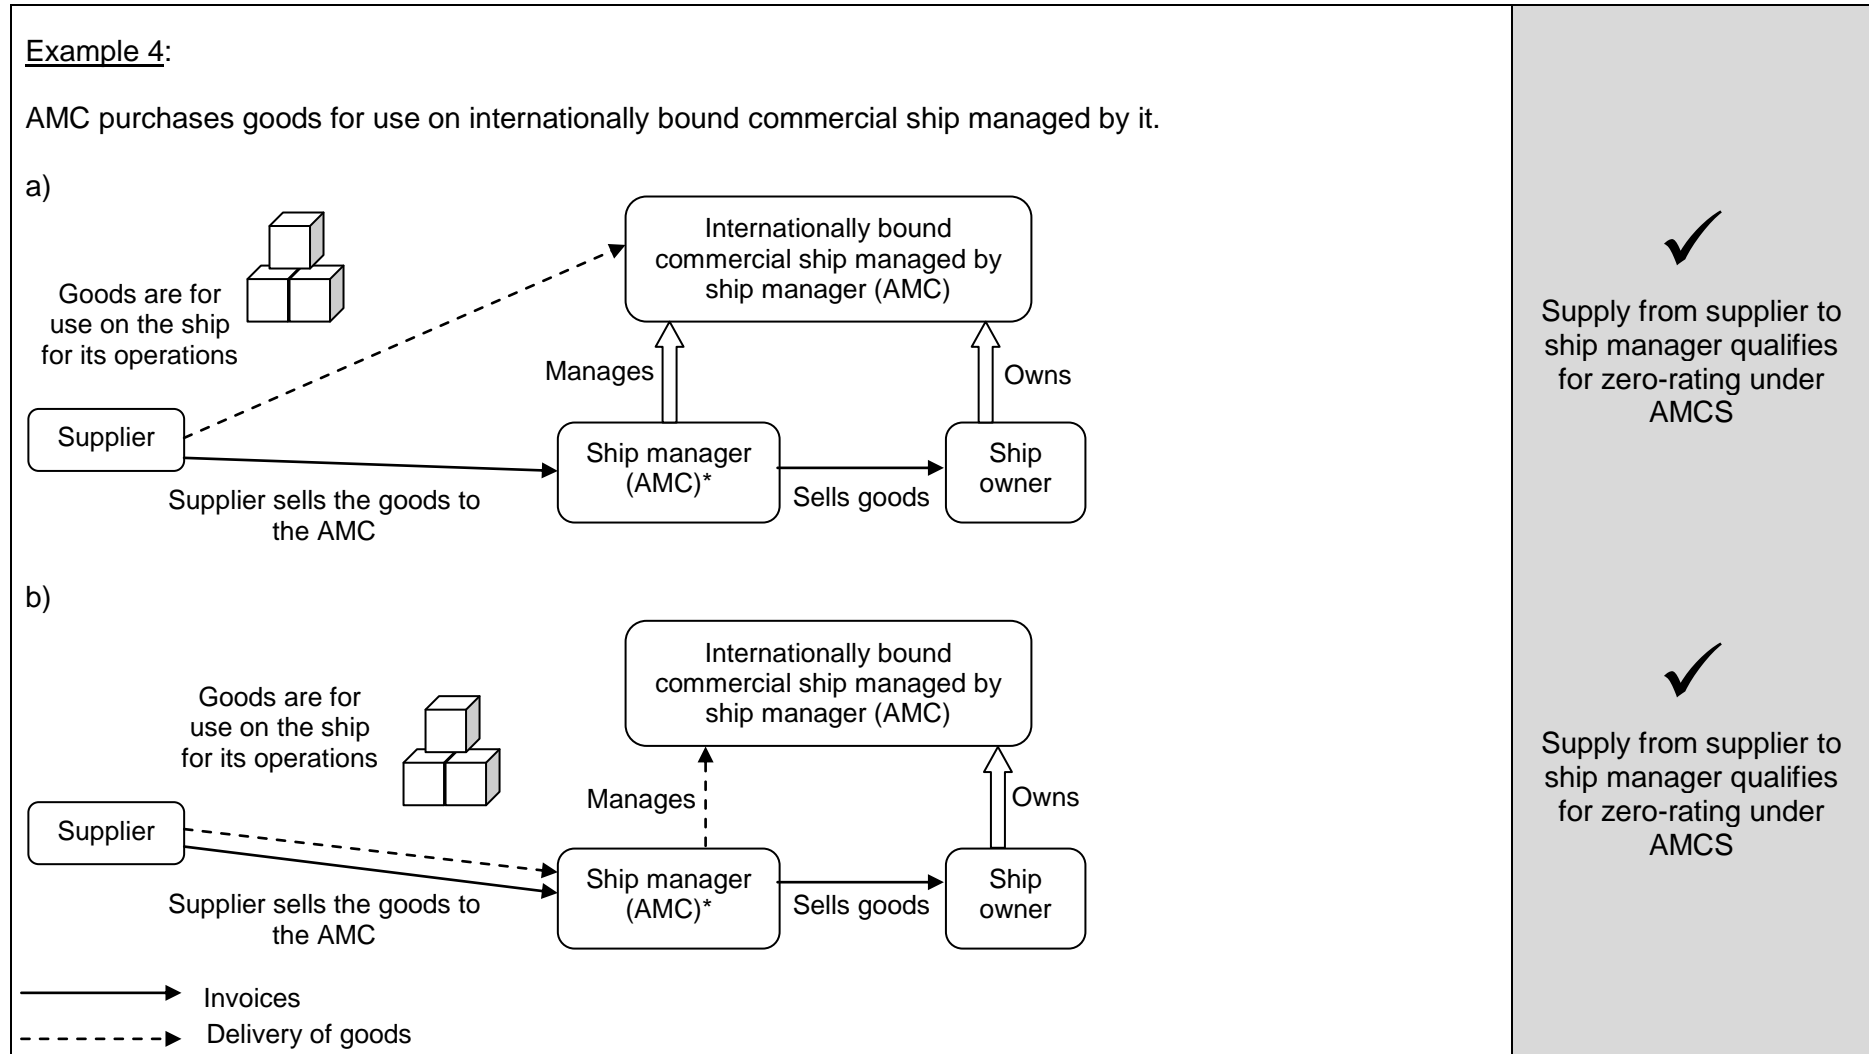 Example 4:
AMC purchases goods for use on internationally bound commercial ship managed by it.
a)
Internationally bound
commercial ship managed by
ship manager (AMC)
Goods are for
use on the ship
for its operations
Manages
Owns
Supplier
Ship manager
(AMC)*
Ship
owner
Sells goods
Supplier sells the goods to
the AMC
✓
Supply from supplier to
ship manager qualifies
for zero-rating under
AMCS
b)
Internationally bound
commercial ship managed by
ship manager (AMC)
Goods are for
use on the ship
for its operations
Manages
Owns
Supplier
Ship manager
(AMC)*
Ship
owner
Sells goods
Supplier sells the goods to
the AMC
✓
Supply from supplier to
ship manager qualifies
for zero-rating under
AMCS
Invoices
Delivery of goods